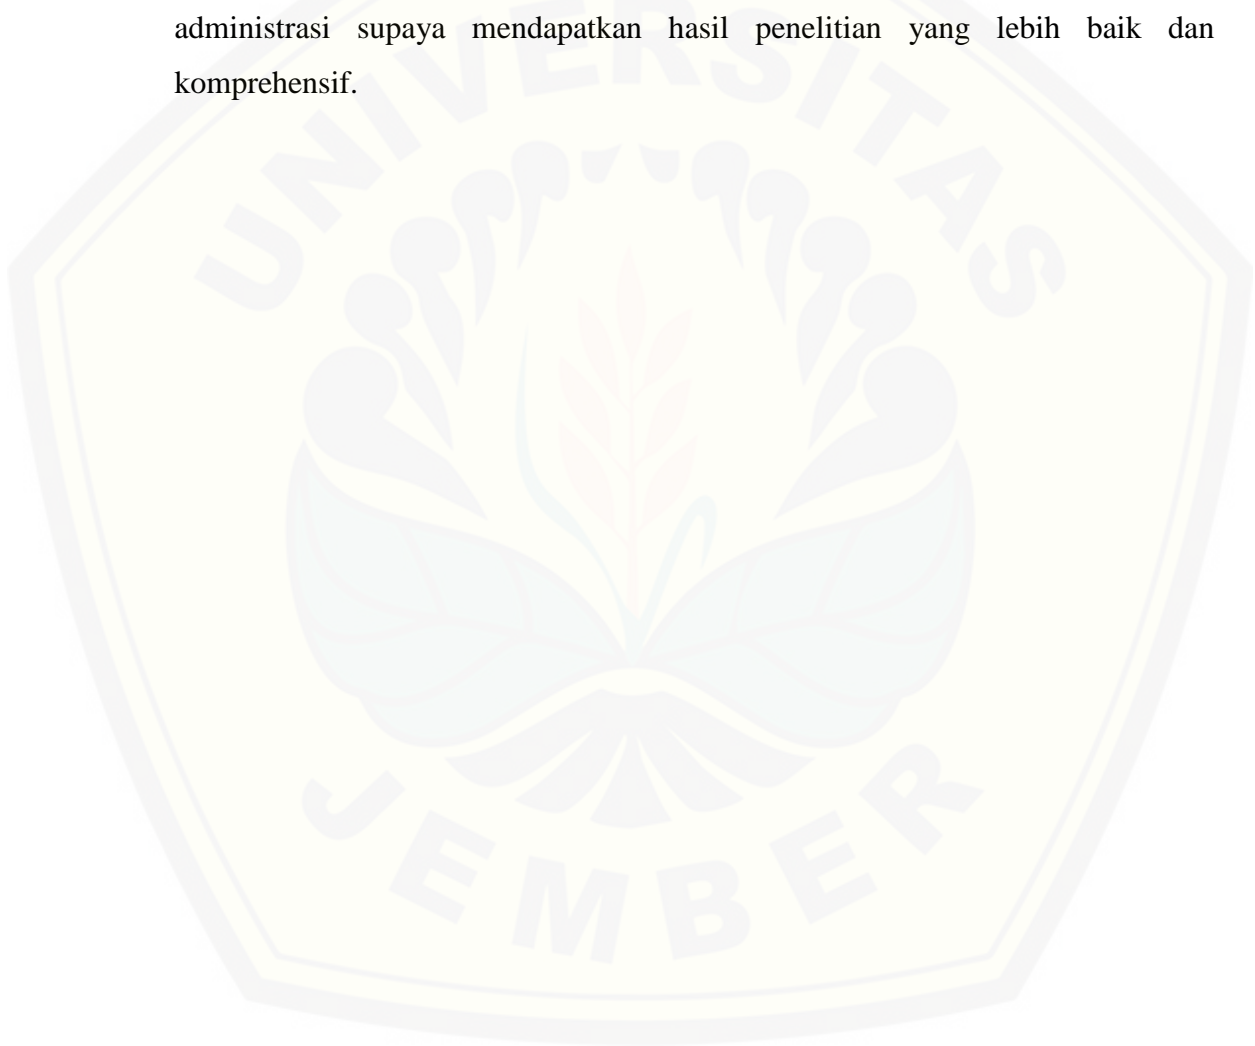 administrasi supaya mendapatkan hasil penelitian yang lebih baik dan
komprehensif.
UNIVERSITAS
JEMBER